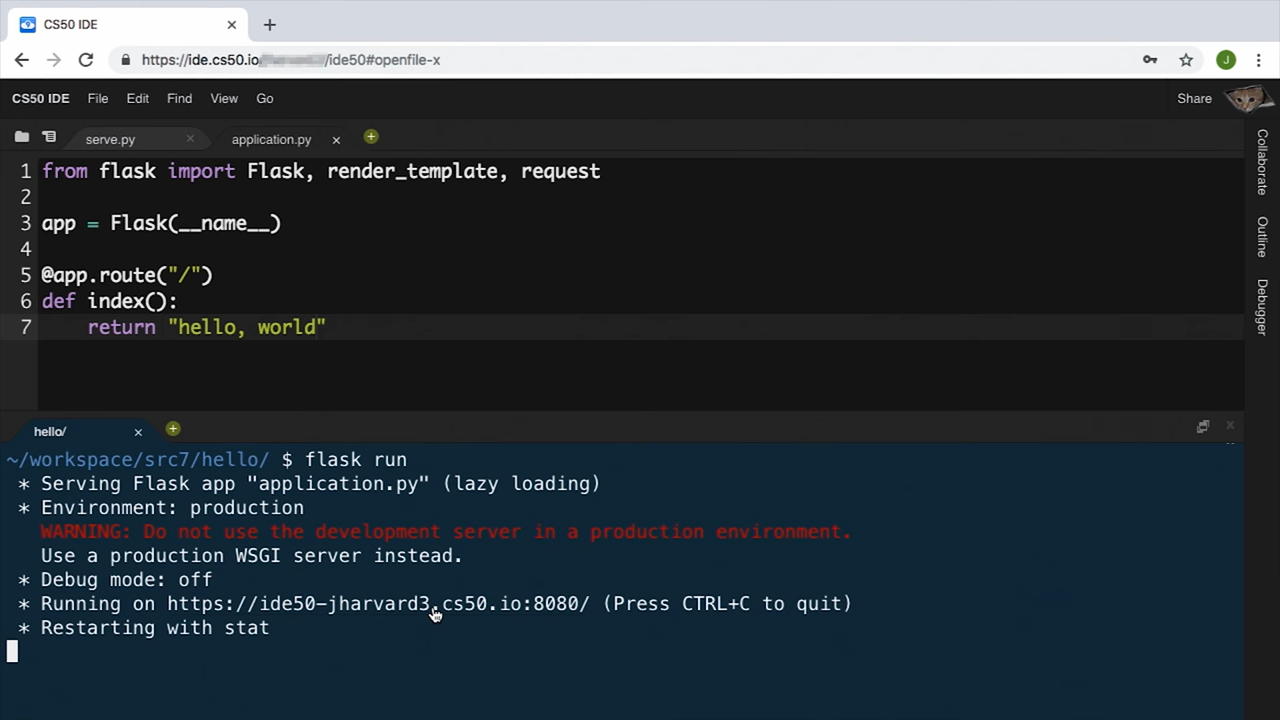 CS50 IDE
https://ide.cs50.io/ide50#openfile-x
J
CS50 IDE File Edit Find View Go Share
serve.py application.py
1 from flask import Flask, render_template, request
2
3 app = Flask(__name__)
4
5 @app.route("/")
6 def index():
7 return "hello, world"
Collaborate
Outline
Debugger
hello/
~/workspace/src7/hello/ $ flask run
* Serving Flask app "application.py" (lazy loading)
* Environment: production
WARNING: Do not use the development server in a production environment.
Use a production WSGI server instead.
* Debug mode: off
* Running on https://ide50-jharvard3.cs50.io:8080/ (Press CTRL+C to quit)
* Restarting with stat